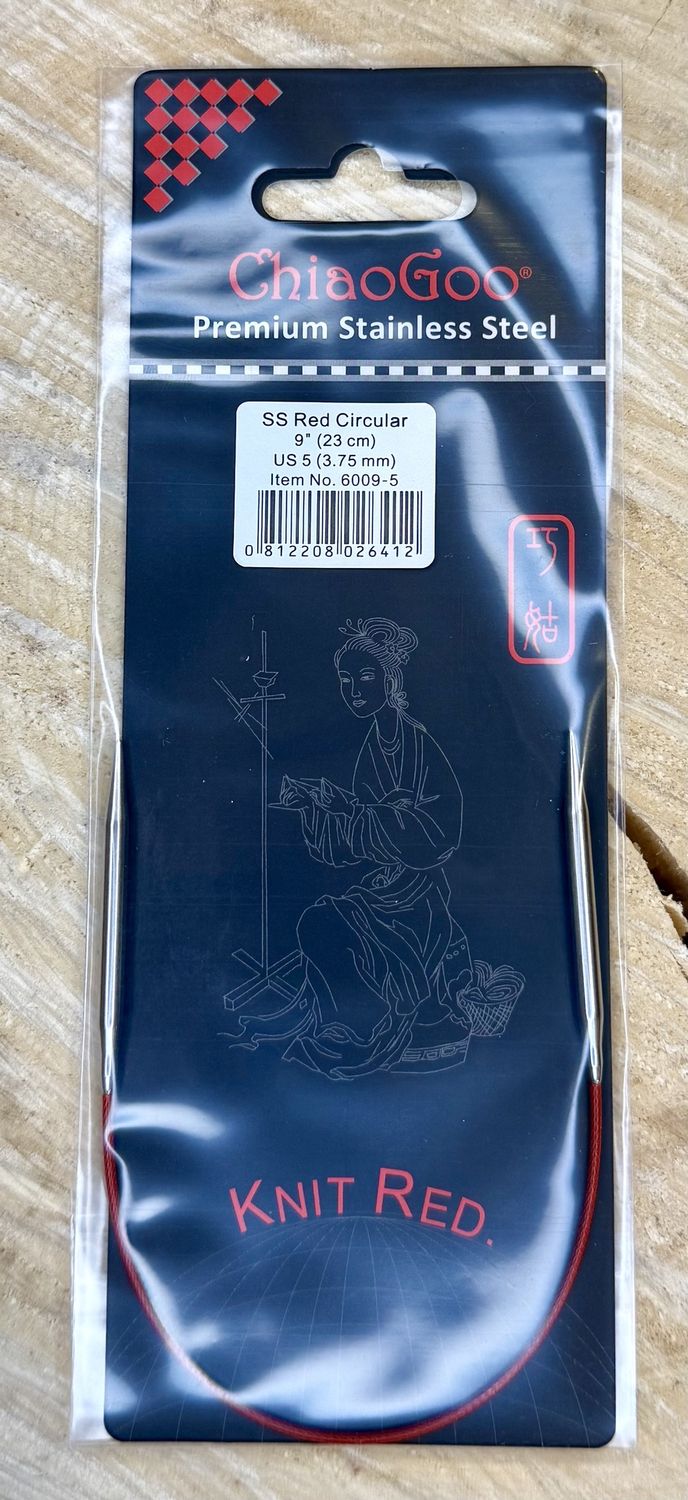 ChiaoGoo®
Premium Stainless Steel
SS Red Circular
9" (23 cm)
US 5 (3.75 mm)
Item No. 6009-5
0 812208 026412
巧
姑
KNIT RED.